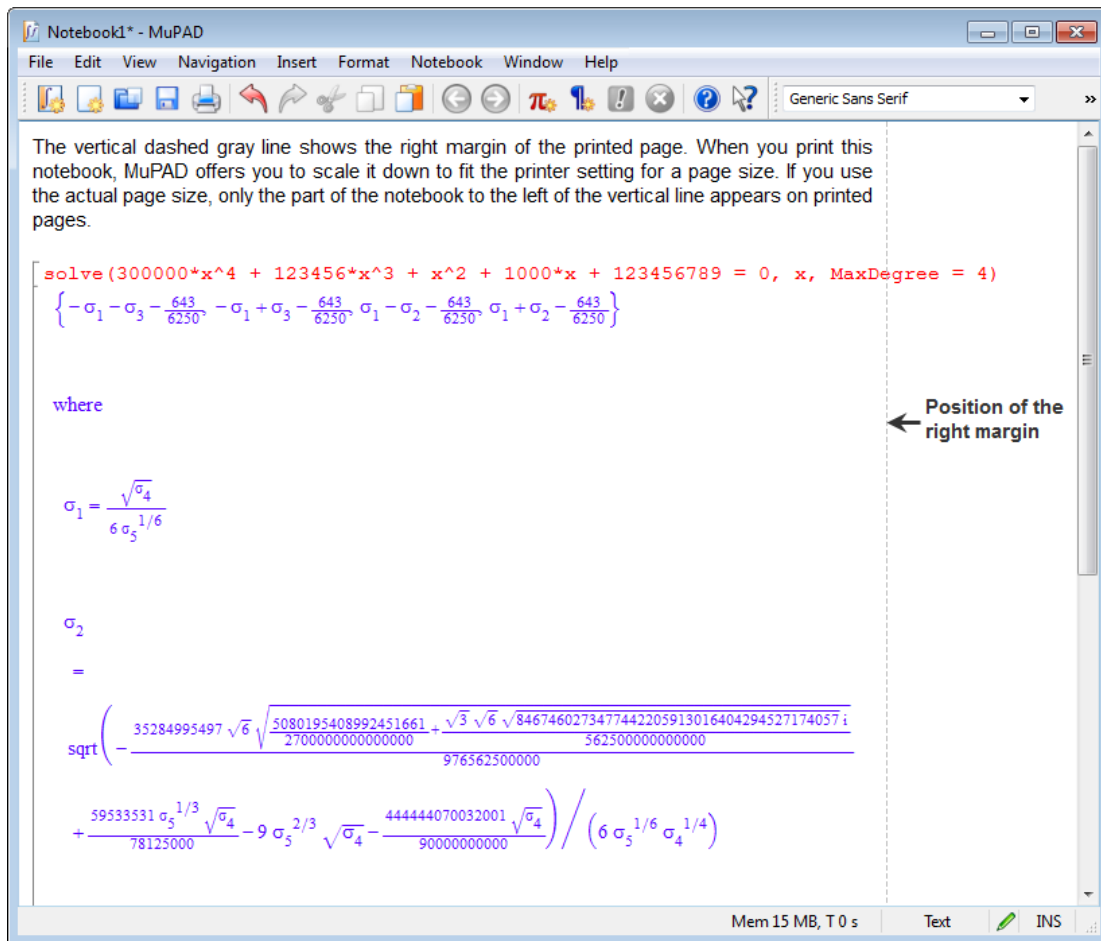 Notebook1* - MuPAD
File Edit View Navigation Insert Format Notebook Window Help
Generic Sans Serif
»
The vertical dashed gray line shows the right margin of the printed page. When you print this
notebook, MuPAD offers you to scale it down to fit the printer setting for a page size. If you use
the actual page size, only the part of the notebook to the left of the vertical line appears on printed
pages.
solve(300000*x^4 + 123456*x^3 + x^2 + 1000*x + 123456789 = 0, x, MaxDegree = 4)
{-σ1 - σ3 - 643/6250, -σ1 + σ3 - 643/6250, σ1 - σ2 - 643/6250, σ1 + σ2 - 643/6250}
where
Position of the
right margin
σ1 = √σ4 / (6 σ5^1/6)
σ2
=
sqrt(- (35284995497 √6 √(5080195408992451661/2700000000000000 + (√3 √6 √846746027347744220591301640429452717405​7 i)/562500000000000))/976562500000
+ (59533531 σ5^1/3 √σ4)/78125000 - 9 σ5^2/3 √σ4 - (444444070032001 √σ4)/90000000000) / (6 σ5^1/6 σ4^1/4)
Mem 15 MB, T 0 s Text INS